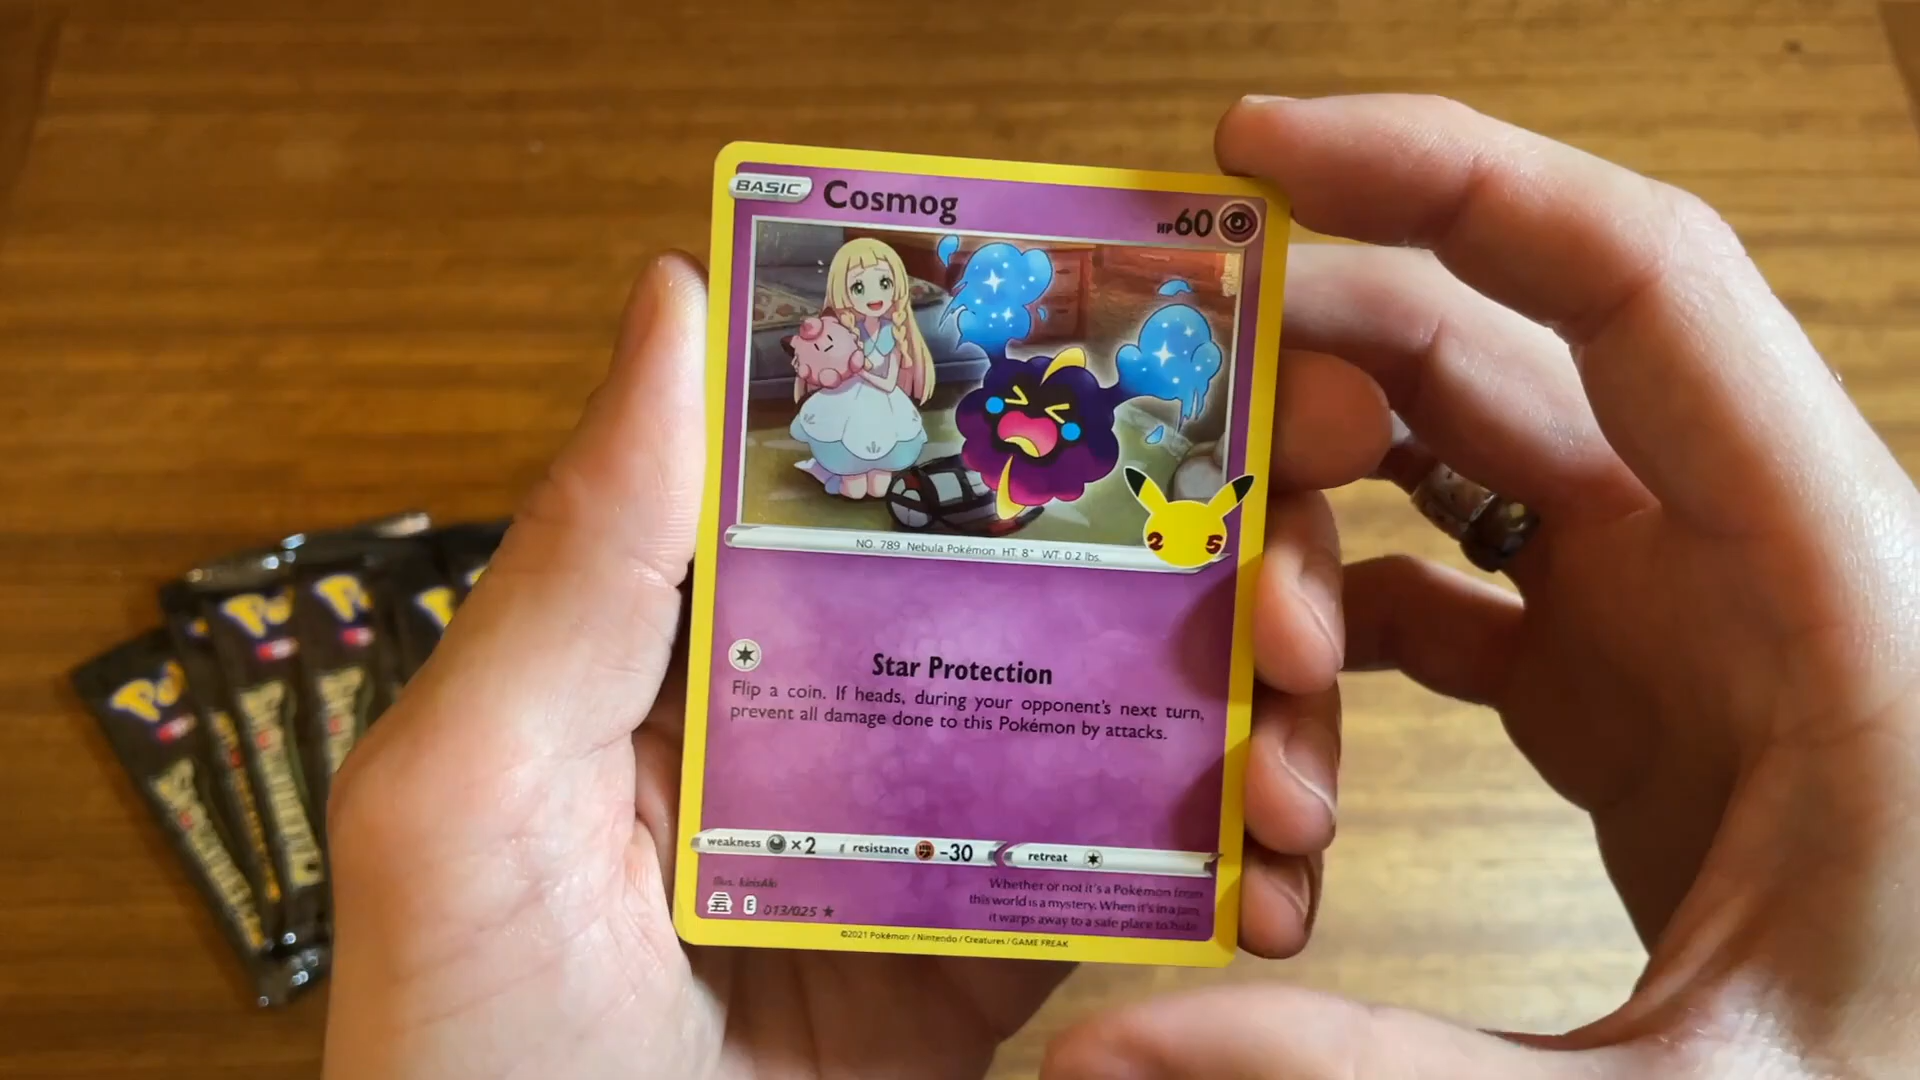 BASIC Cosmog HP60
NO. 789 Nebula Pokémon HT: 8" WT: 0.2 lbs.
25
Star Protection
Flip a coin. If heads, during your opponent's next turn,
prevent all damage done to this Pokémon by attacks.
weakness ×2 resistance -30 retreat
Illus. kirisAki
E 013/025
Whether or not it's a Pokémon from
this world is a mystery. When it's in a jam,
it warps away to a safe place to hide.
©2021 Pokémon / Nintendo / Creatures / GAME FREAK